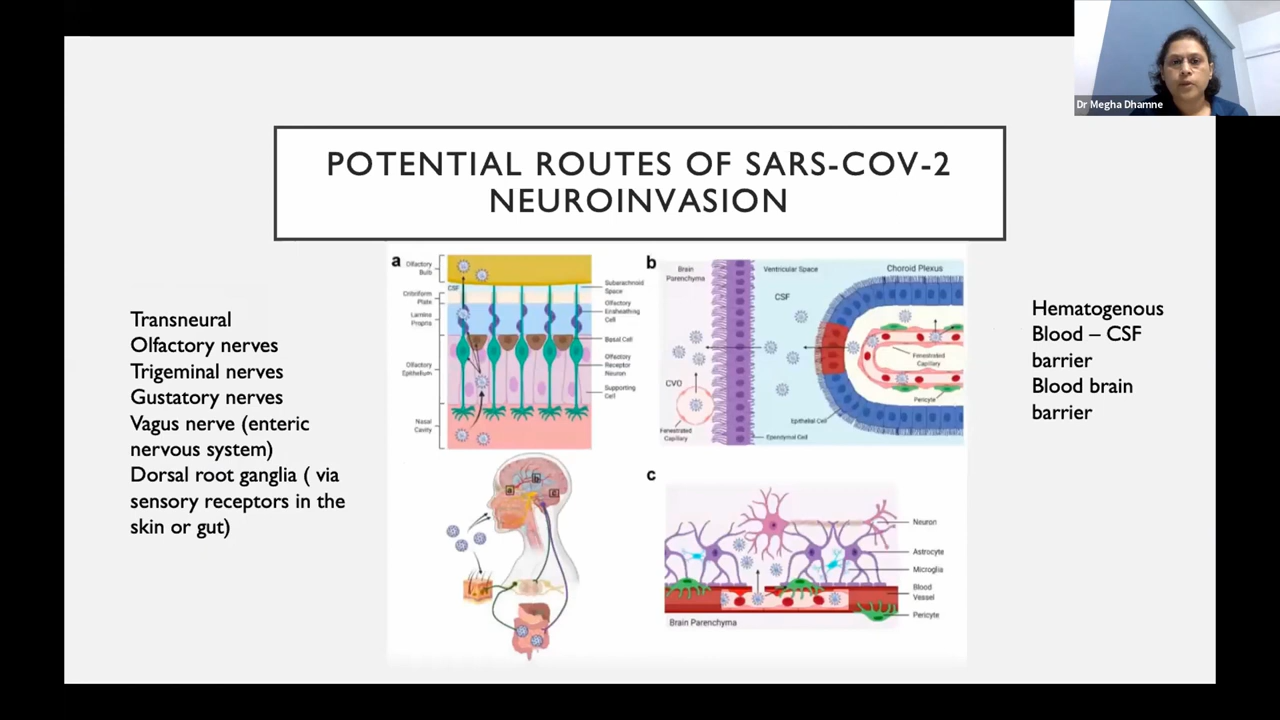 Dr Megha Dhamne
POTENTIAL ROUTES OF SARS-COV-2
NEUROINVASION
Transneural
Olfactory nerves
Trigeminal nerves
Gustatory nerves
Vagus nerve (enteric
nervous system)
Dorsal root ganglia ( via
sensory receptors in the
skin or gut)
a
Olfactory
Bulb
CSF
Cribriform
Plate
Lamina
Propria
Olfactory
Epithelium
Nasal
Cavity
Subarachnoid
Space
Olfactory
Ensheathing
Cell
Basal Cell
Olfactory
Receptor
Neuron
Supporting
Cell
b
Brain
Parenchyma
Ventricular Space
Choroid Plexus
CSF
CVO
Fenestrated
Capillary
Fenestrated
Capillary
Pericyte
Epithelial Cell
Ependymal Cell
a
b
c
c
Neuron
Astrocyte
Microglia
Blood
Vessel
Pericyte
Brain Parenchyma
Hematogenous
Blood – CSF
barrier
Blood brain
barrier